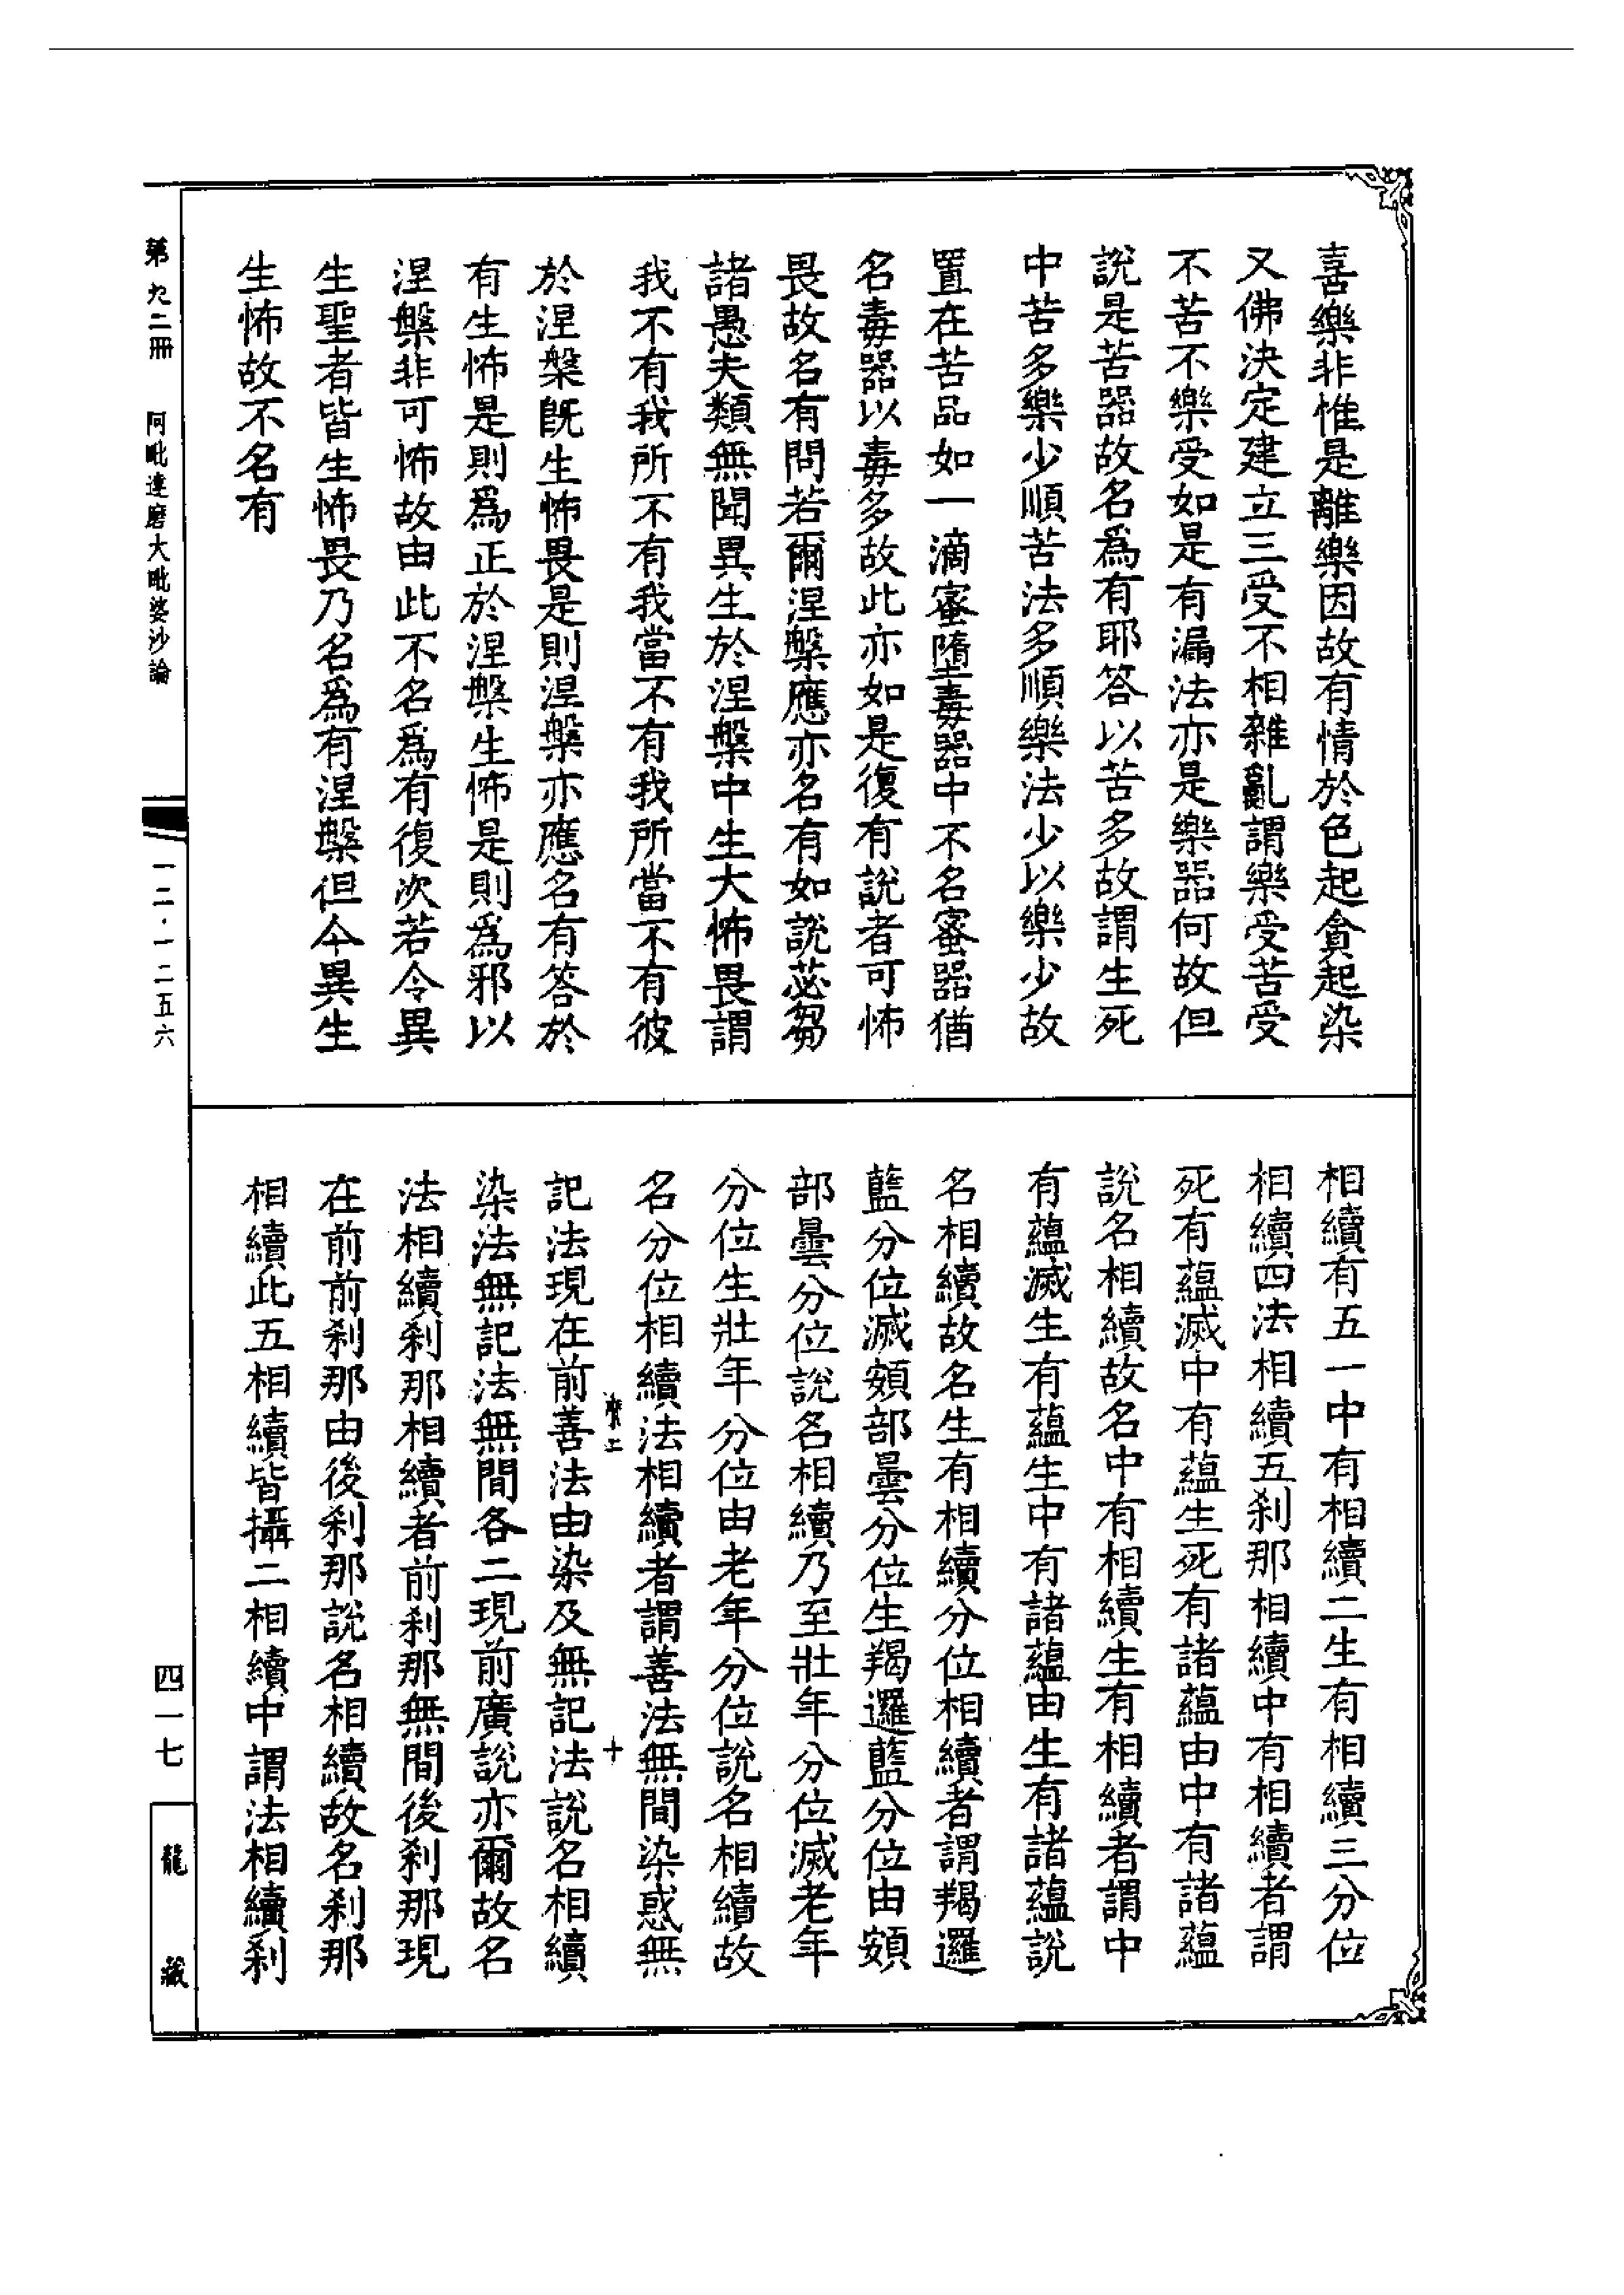 喜樂非惟是離樂因故有情於色起貪起染
又佛決定建立三受不相雜亂謂樂受苦受
不苦不樂受如是有漏法亦是樂器何故但
說是苦器故名爲有耶答以苦多故謂生死
中苦多樂少順苦法多順樂法少以樂少故
置在苦品如一滴蜜墮毒器中不名蜜器猶
名毒器以毒多故此亦如是復有說者可怖
畏故名有問若爾涅槃應亦名有如說苾芻
諸愚夫類無聞異生於涅槃中生大怖畏謂
我不有我所不有我當不有我所當不有彼
於涅槃旣生怖畏是則涅槃亦應名有答於
有生怖是則爲正於涅槃生怖是則爲邪以
涅槃非可怖故由此不名爲有復次若令異
生聖者皆生怖畏乃名爲有涅槃但令異生
生怖故不名有
相續有五一中有相續二生有相續三分位
相續四法相續五刹那相續中有相續者謂
死有蘊滅中有蘊生死有諸蘊由中有諸蘊
說名相續故名中有相續生有相續者謂中
有蘊滅生有蘊生中有諸蘊由生有諸蘊說
名相續故名生有相續分位相續者謂羯邏
藍分位滅頞部曇分位生羯邏藍分位由頞
部曇分位說名相續乃至壯年分位滅老年
分位生壯年分位由老年分位說名相續故
名分位相續法相續者謂善法無間染惑無
十
記法現在前善法由染及無記法說名相續
染法無記法無間各二現前廣說亦爾故名
法相續刹那相續者前刹那無間後刹那現
在前前刹那由後刹那說名相續故名刹那
相續此五相續皆攝二相續中謂法相續刹
第九二冊 阿毗達磨大毗婆沙論
一二·一二五六
四一七
龍藏